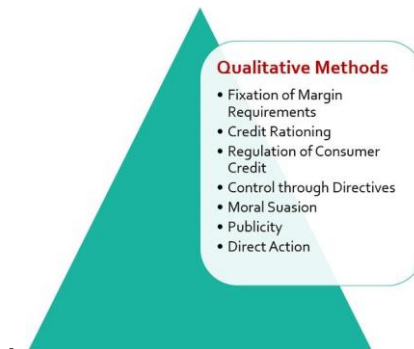 Qualitative Methods
• Fixation of Margin
Requirements
• Credit Rationing
• Regulation of Consumer
Credit
• Control through Directives
• Moral Suasion
• Publicity
• Direct Action